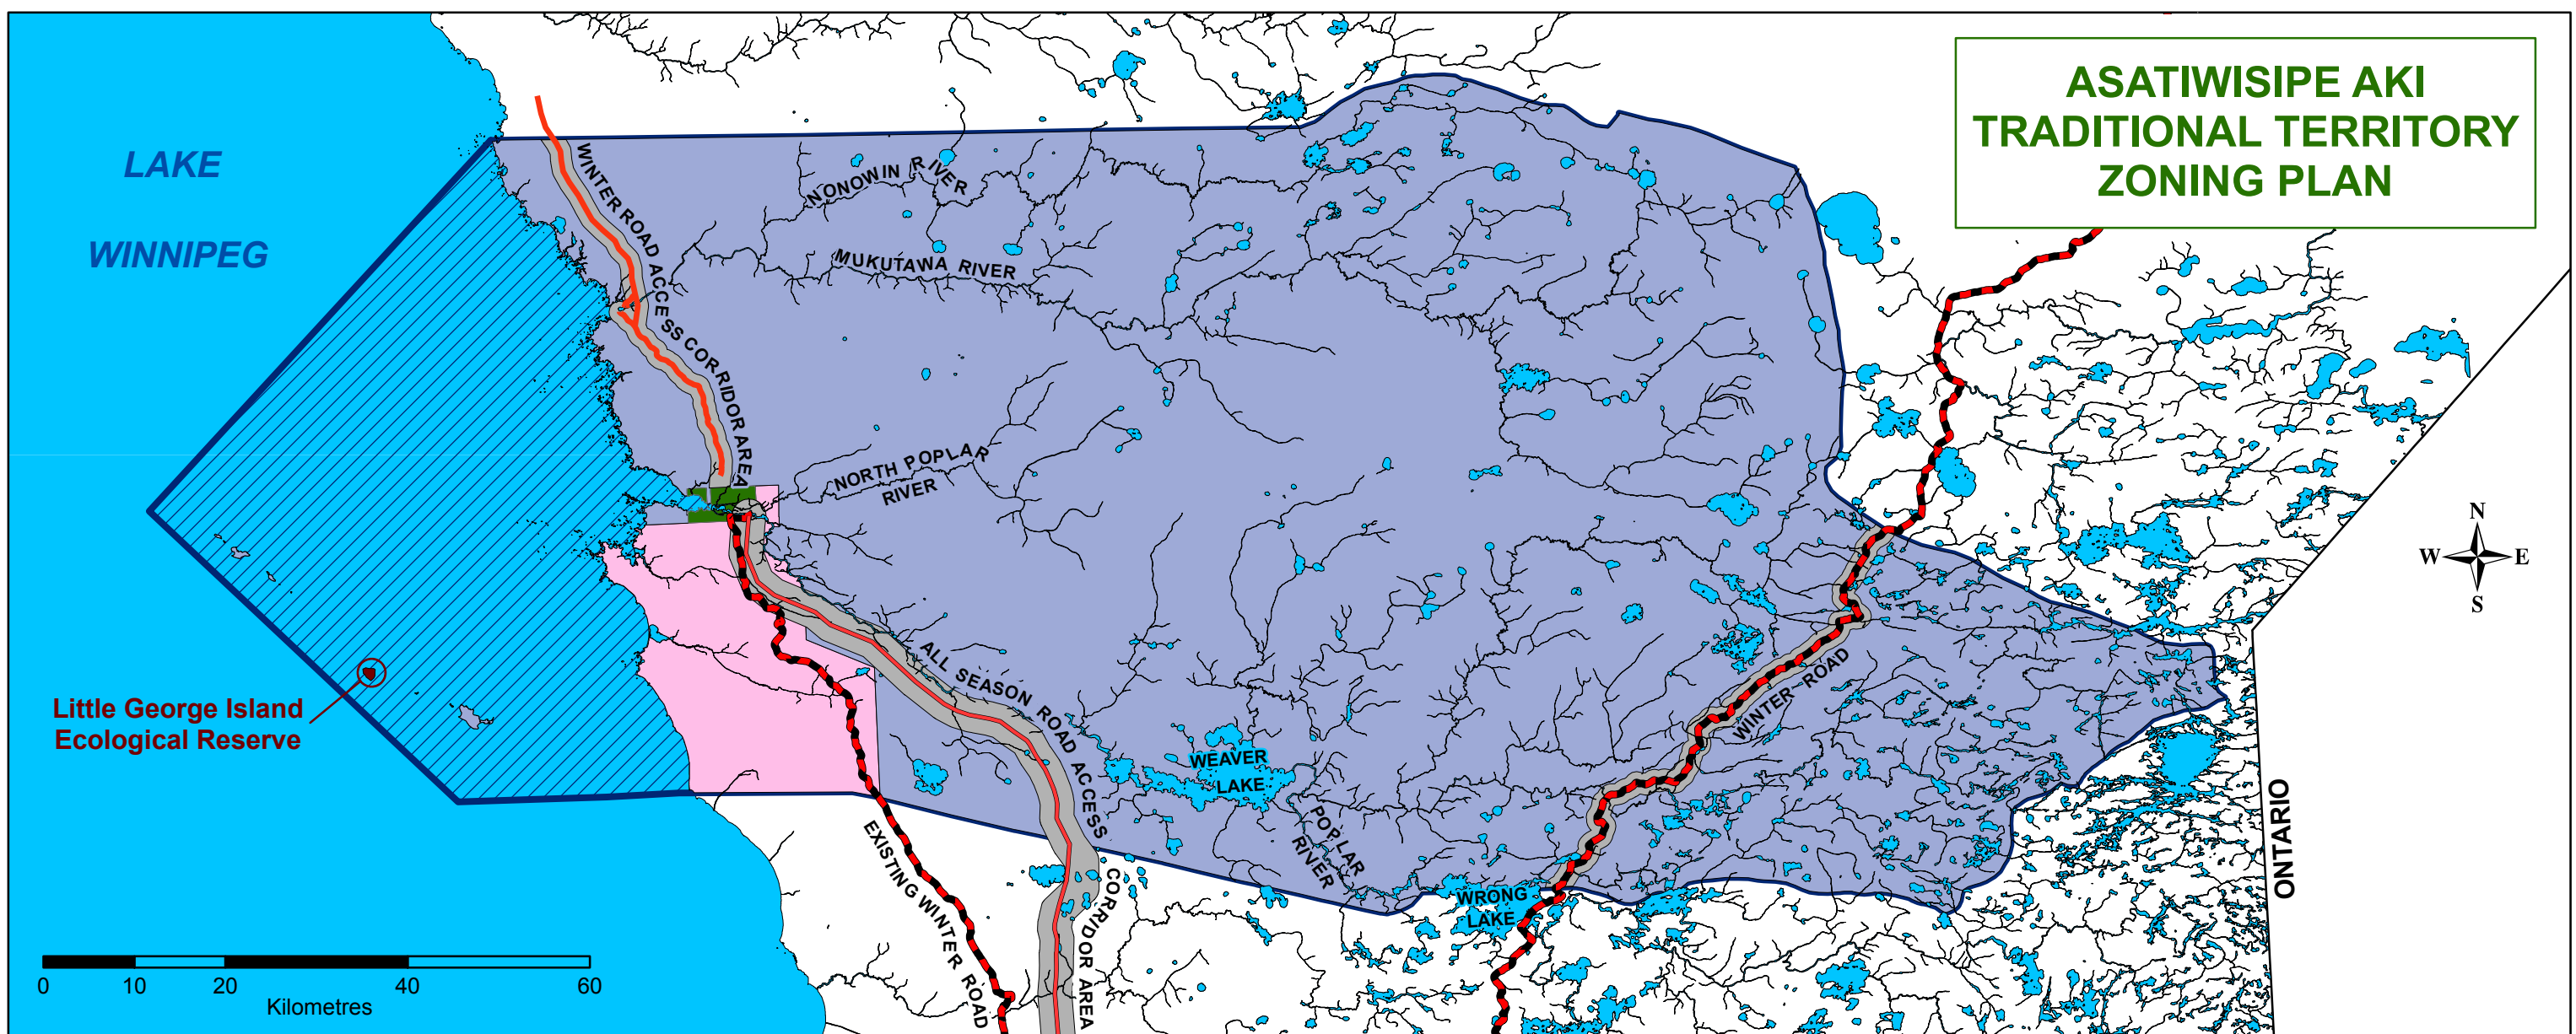 ASATIWISIPE AKI
TRADITIONAL TERRITORY
ZONING PLAN
LAKE
WINNIPEG
WINTER ROAD ACCESS CORRIDOR AREA
NONOWIN RIVER
MUKUTAWA RIVER
NORTH POPLAR
RIVER
N
W E
S
ALL SEASON ROAD ACCESS
CORRIDOR AREA
WINTER ROAD
Little George Island
Ecological Reserve
WEAVER
LAKE
POPLAR
RIVER
EXISTING WINTER ROAD
WRONG
LAKE
ONTARIO
0 10 20 40 60
Kilometres